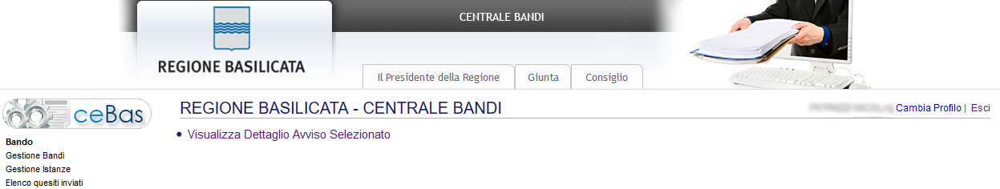 CENTRALE BANDI
REGIONE BASILICATA
Il Presidente della Regione Giunta Consiglio
ceBas
REGIONE BASILICATA - CENTRALE BANDI
Cambia Profilo | Esci
Visualizza Dettaglio Avviso Selezionato
Bando
Gestione Bandi
Gestione Istanze
Elenco quesiti inviati